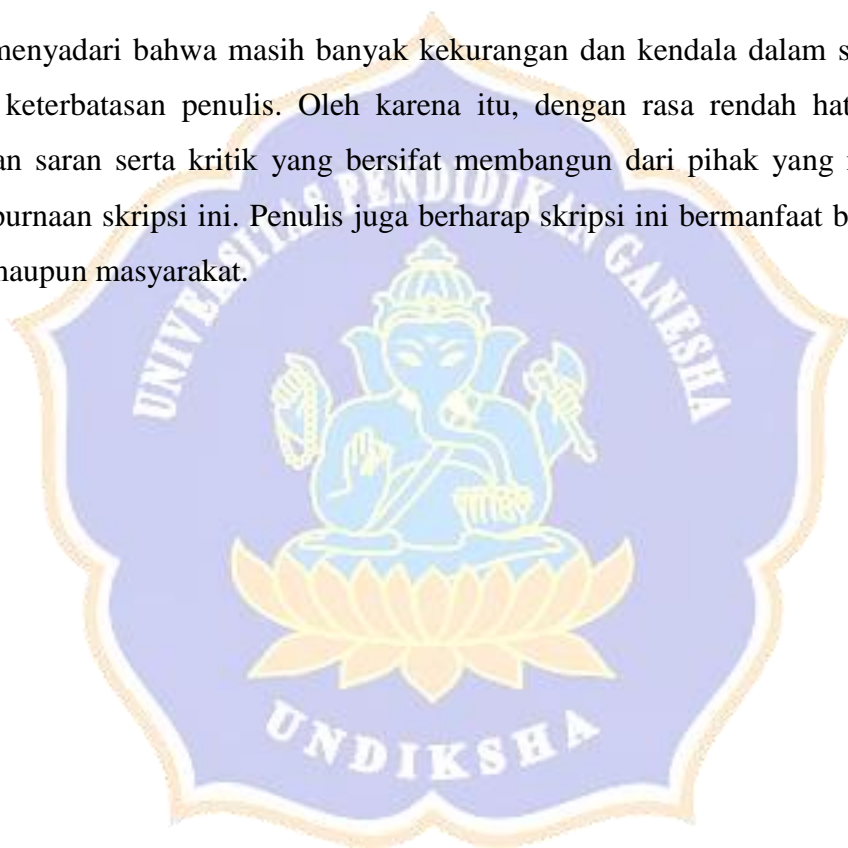 menyadari bahwa masih banyak kekurangan dan kendala dalam s
keterbatasan penulis. Oleh karena itu, dengan rasa rendah hat
an saran serta kritik yang bersifat membangun dari pihak yang
purnaan skripsi ini. Penulis juga berharap skripsi ini bermanfaat b
maupun masyarakat.
UNIVERSITAS PENDIDIKAN GANESHA
UNDIKSHA